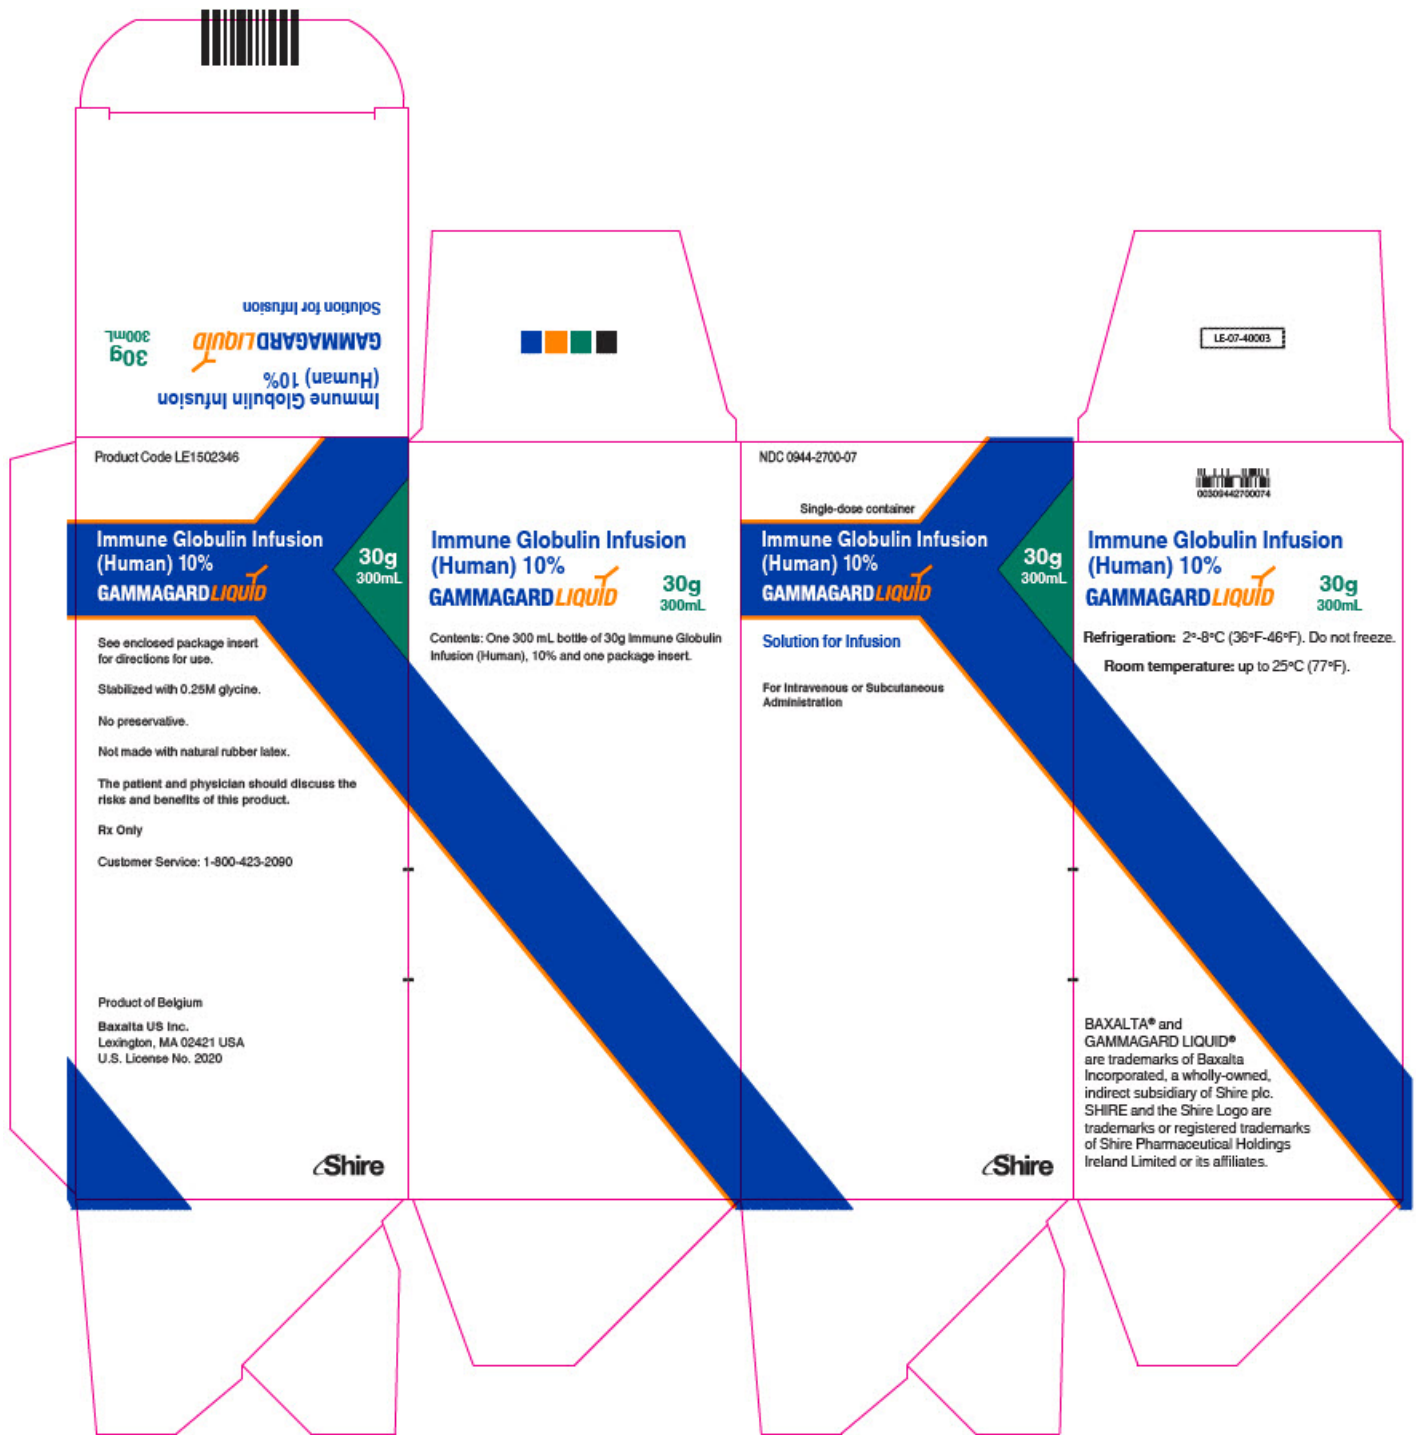 Immune Globulin Infusion
(Human) 10%
GAMMAGARD LIQUID
30g
300mL
Solution for Infusion
LE-07-40003
Product Code LE1502346
Immune Globulin Infusion
(Human) 10%
GAMMAGARD LIQUID
30g
300mL
See enclosed package insert
for directions for use.
Stabilized with 0.25M glycine.
No preservative.
Not made with natural rubber latex.
The patient and physician should discuss the
risks and benefits of this product.
Rx Only
Customer Service: 1-800-423-2090
Product of Belgium
Baxalta US Inc.
Lexington, MA 02421 USA
U.S. License No. 2020
Shire
Immune Globulin Infusion
(Human) 10%
GAMMAGARD LIQUID
30g
300mL
Contents: One 300 mL bottle of 30g Immune Globulin
Infusion (Human), 10% and one package insert.
NDC 0944-2700-07
Single-dose container
Immune Globulin Infusion
(Human) 10%
GAMMAGARD LIQUID
30g
300mL
Solution for Infusion
For Intravenous or Subcutaneous
Administration
Shire
00309442700074
Immune Globulin Infusion
(Human) 10%
GAMMAGARD LIQUID
30g
300mL
Refrigeration: 2°-8°C (36°F-46°F). Do not freeze.
Room temperature: up to 25°C (77°F).
BAXALTA® and
GAMMAGARD LIQUID®
are trademarks of Baxalta
Incorporated, a wholly-owned,
indirect subsidiary of Shire plc.
SHIRE and the Shire Logo are
trademarks or registered trademarks
of Shire Pharmaceutical Holdings
Ireland Limited or its affiliates.